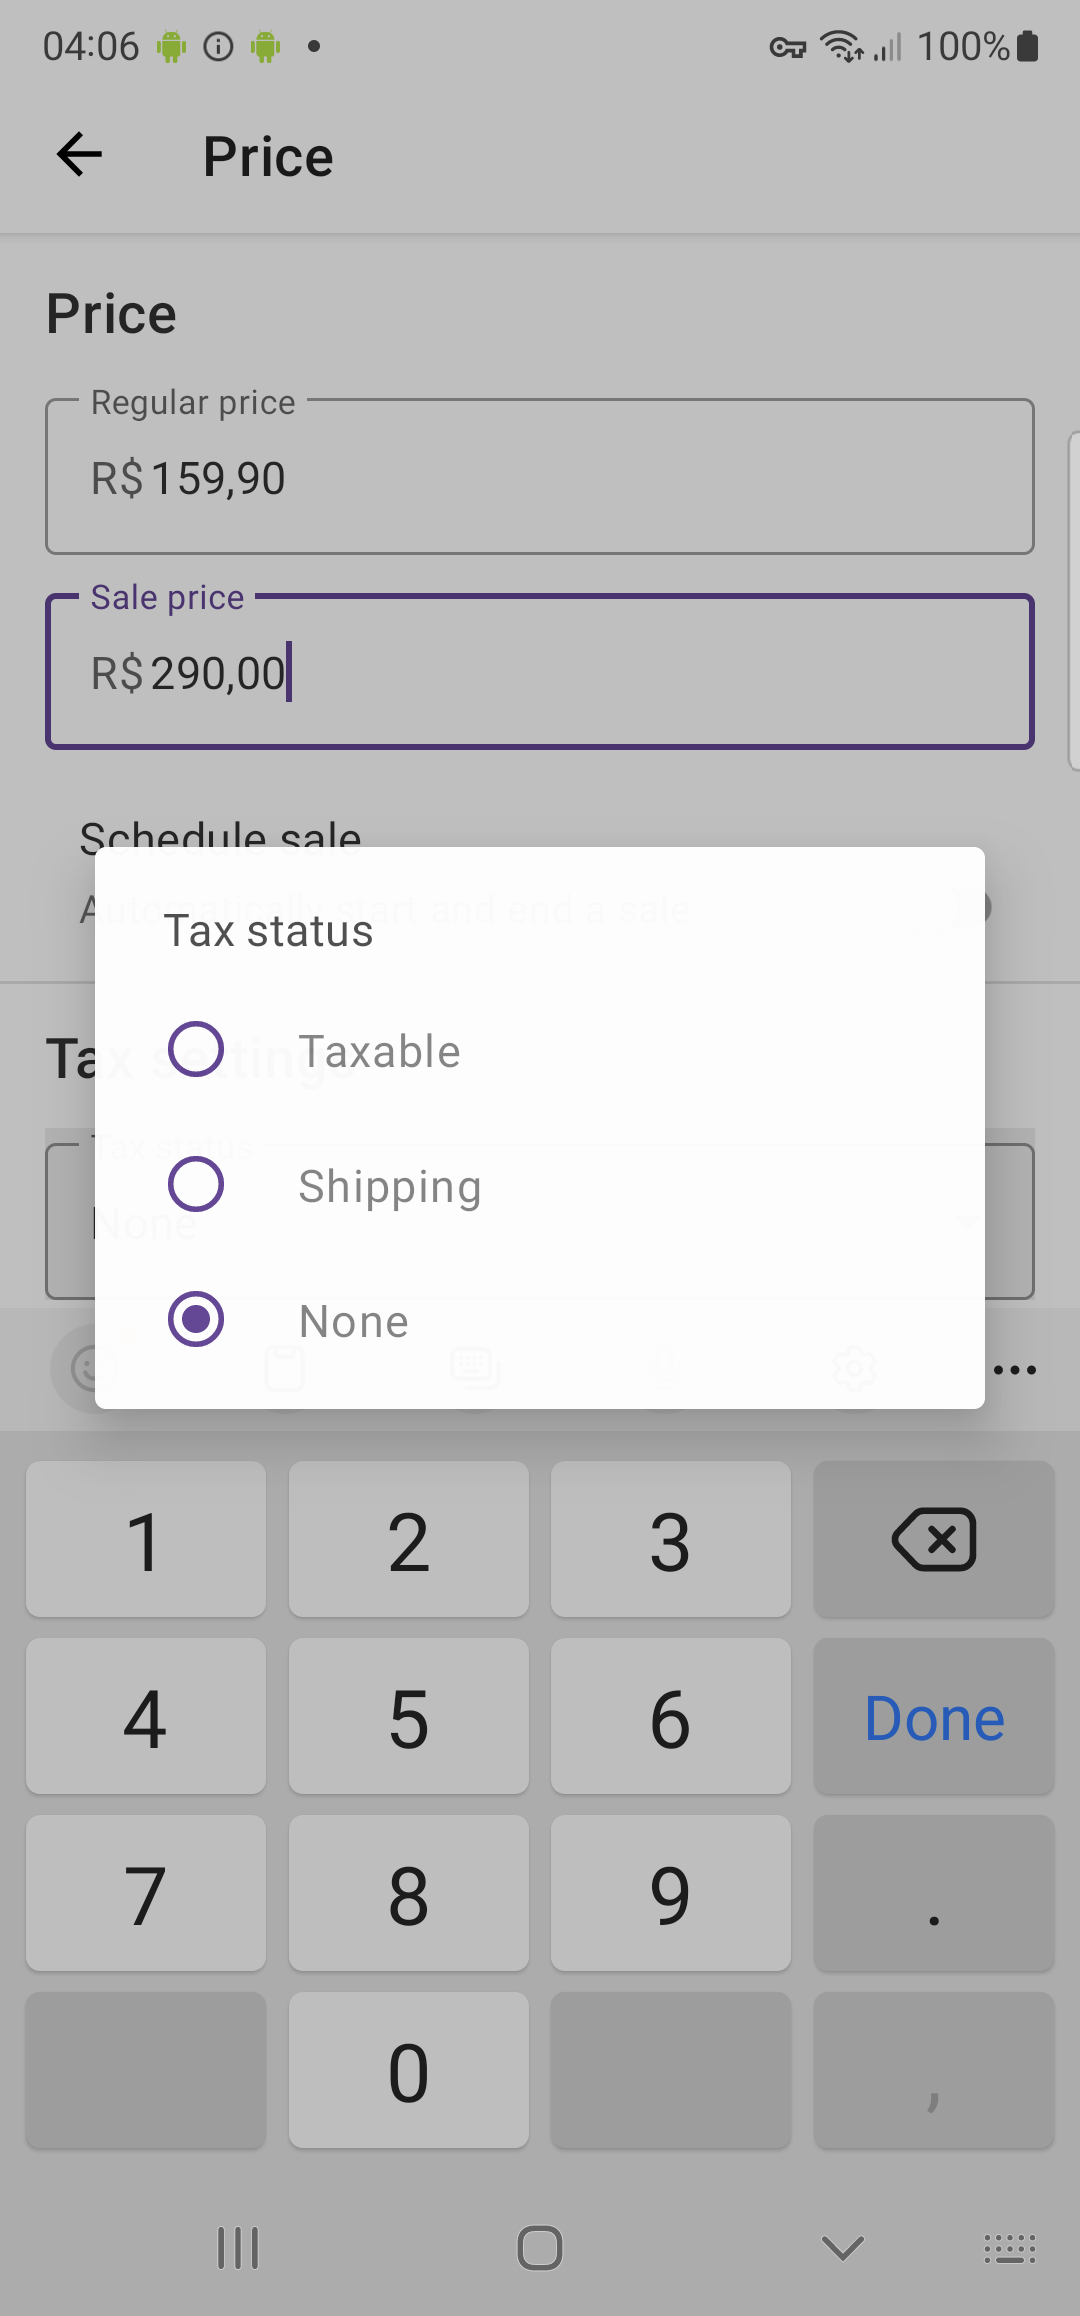 04:06
100%
Price
Price
Regular price
R$ 159,90
Sale price
R$ 290,00
Schedule sale
Automatically start and end a sale
Tax status
Tax settings
Taxable
Tax status
Shipping
None
None
1 2 3
4 5 6 Done
7 8 9 .
0 ,